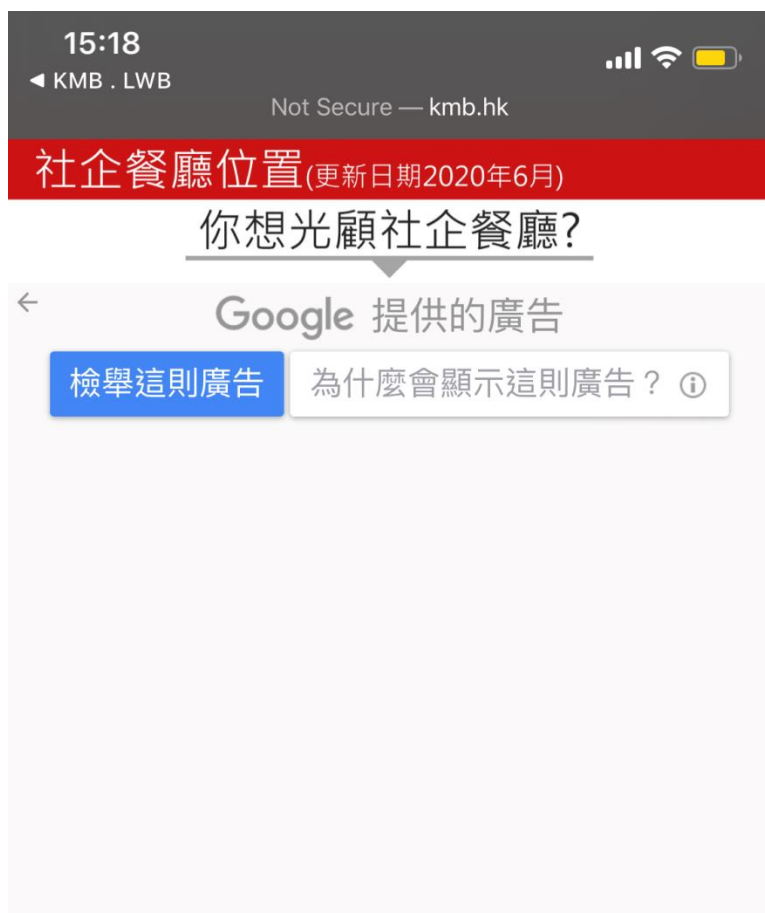 15:18
◀ KMB . LWB
Not Secure — kmb.hk
社企餐廳位置(更新日期2020年6月)
你想光顧社企餐廳?
Google 提供的廣告
檢舉這則廣告
為什麼會顯示這則廣告？